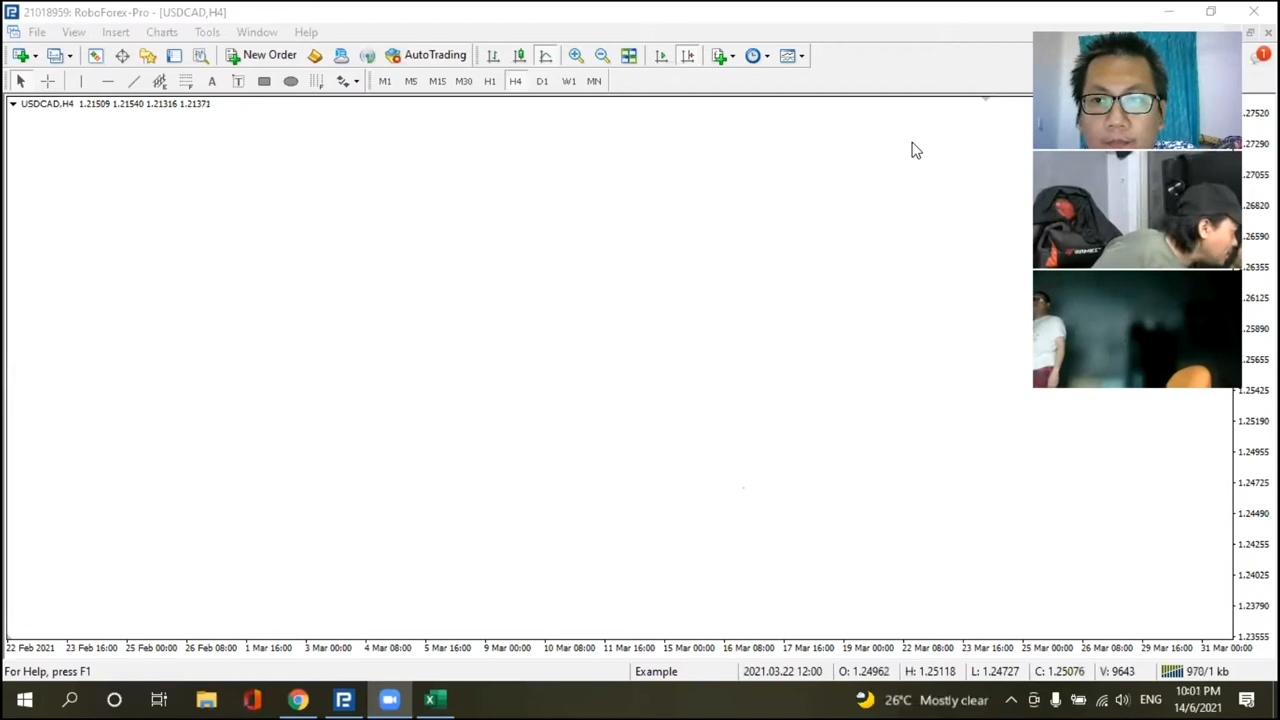 21018959: RoboForex-Pro - [USDCAD,H4]
File View Insert Charts Tools Window Help
New Order AutoTrading
M1 M5 M15 M30 H1 H4 D1 W1 MN
USDCAD,H4 1.21509 1.21540 1.21316 1.21371
1.27520
1.27290
1.27055
1.26820
1.26590
1.26355
1.26125
1.25890
1.25655
1.25425
1.25190
1.24955
1.24725
1.24490
1.24255
1.24025
1.23790
1.23555
22 Feb 2021 23 Feb 16:00 25 Feb 00:00 26 Feb 08:00 1 Mar 16:00 3 Mar 00:00 4 Mar 08:00 5 Mar 16:00 9 Mar 00:00 10 Mar 08:00 11 Mar 16:00 15 Mar 00:00 16 Mar 08:00 17 Mar 16:00 19 Mar 00:00 22 Mar 08:00 23 Mar 16:00 25 Mar 00:00 26 Mar 08:00 29 Mar 16:00 31 Mar 00:00
For Help, press F1 Example 2021.03.22 12:00 O: 1.24962 H: 1.25118 L: 1.24727 C: 1.25076 V: 9643 970/1 kb
26°C Mostly clear ENG 10:01 PM
14/6/2021